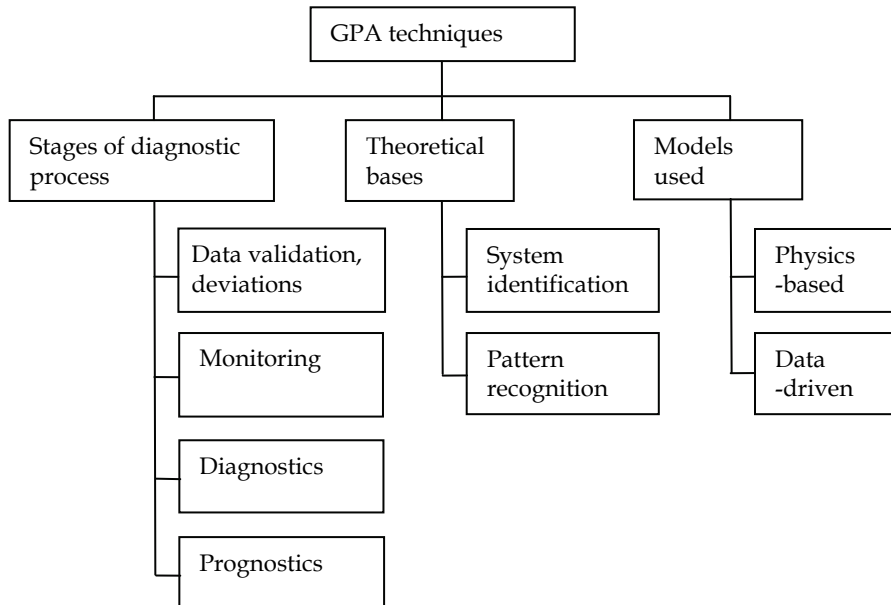 GPA techniques
Stages of diagnostic
process
Theoretical
bases
Models
used
Data validation,
deviations
Monitoring
Diagnostics
Prognostics
System
identification
Pattern
recognition
Physics
-based
Data
-driven